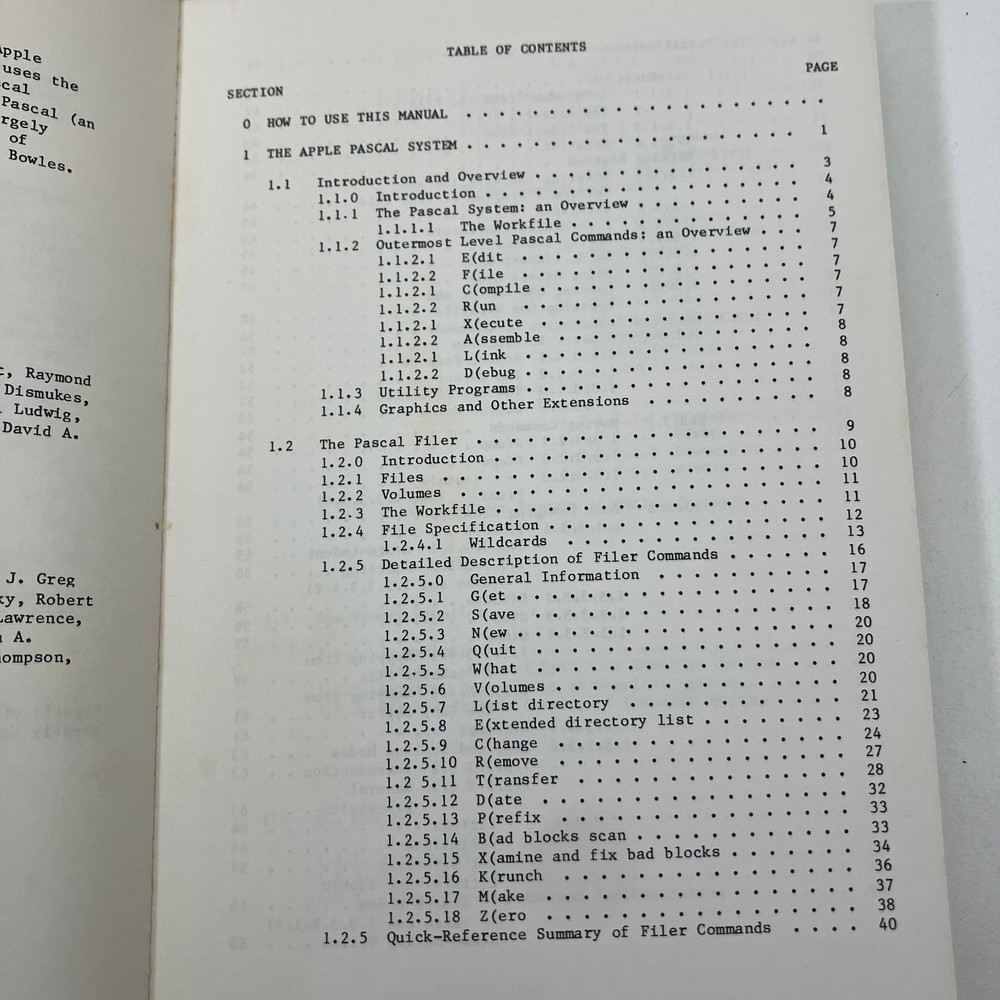 Apple
uses the
cal
Pascal (an
rgely
of
Bowles.
Raymond
Dismukes,
Ludwig,
David A.
J. Greg
ky, Robert
Lawrence,
A.
ompson,
TABLE OF CONTENTS
SECTION PAGE
0 HOW TO USE THIS MANUAL . . . . . . . . . . . . . . . . . . . .
1 THE APPLE PASCAL SYSTEM . . . . . . . . . . . . . . . . . . . 1
1.1 Introduction and Overview . . . . . . . . . . . . . . . 3
1.1.0 Introduction . . . . . . . . . . . . . . . . . . 4
1.1.1 The Pascal System: an Overview . . . . . . . . . 4
1.1.1.1 The Workfile . . . . . . . . . . . . . 5
1.1.2 Outermost Level Pascal Commands: an Overview . . . 7
1.1.2.1 E(dit . . . . . . . . . . . . . . . . 7
1.1.2.2 F(ile . . . . . . . . . . . . . . . . 7
1.1.2.1 C(ompile . . . . . . . . . . . . . . . 7
1.1.2.2 R(un . . . . . . . . . . . . . . . . 7
1.1.2.1 X(ecute . . . . . . . . . . . . . . . 7
1.1.2.2 A(ssemble . . . . . . . . . . . . . . 8
1.1.2.1 L(ink . . . . . . . . . . . . . . . . 8
1.1.2.2 D(ebug . . . . . . . . . . . . . . . . 8
1.1.3 Utility Programs . . . . . . . . . . . . . . . . 8
1.1.4 Graphics and Other Extensions . . . . . . . . . . 8
1.2 The Pascal Filer . . . . . . . . . . . . . . . . . . . . 9
1.2.0 Introduction . . . . . . . . . . . . . . . . . . . 10
1.2.1 Files . . . . . . . . . . . . . . . . . . . . . . 10
1.2.2 Volumes . . . . . . . . . . . . . . . . . . . . . 11
1.2.3 The Workfile . . . . . . . . . . . . . . . . . . . 11
1.2.4 File Specification . . . . . . . . . . . . . . . . 12
1.2.4.1 Wildcards . . . . . . . . . . . . . . . 13
1.2.5 Detailed Description of Filer Commands . . . . . . 16
1.2.5.0 General Information . . . . . . . . . . 17
1.2.5.1 G(et . . . . . . . . . . . . . . . . . . 17
1.2.5.2 S(ave . . . . . . . . . . . . . . . . . 18
1.2.5.3 N(ew . . . . . . . . . . . . . . . . . . 20
1.2.5.4 Q(uit . . . . . . . . . . . . . . . . . 20
1.2.5.5 W(hat . . . . . . . . . . . . . . . . . 20
1.2.5.6 V(olumes . . . . . . . . . . . . . . . . 20
1.2.5.7 L(ist directory . . . . . . . . . . . . 21
1.2.5.8 E(xtended directory list . . . . . . . . 23
1.2.5.9 C(hange . . . . . . . . . . . . . . . . 24
1.2.5.10 R(emove . . . . . . . . . . . . . . . . 27
1.2 5.11 T(ransfer . . . . . . . . . . . . . . . 28
1.2.5.12 D(ate . . . . . . . . . . . . . . . . . 32
1.2.5.13 P(refix . . . . . . . . . . . . . . . . 33
1.2.5.14 B(ad blocks scan . . . . . . . . . . . . 33
1.2.5.15 X(amine and fix bad blocks . . . . . . . 34
1.2.5.16 K(runch . . . . . . . . . . . . . . . . 36
1.2.5.17 M(ake . . . . . . . . . . . . . . . . . 37
1.2.5.18 Z(ero . . . . . . . . . . . . . . . . . 38
1.2.5 Quick-Reference Summary of Filer Commands . . . . 40